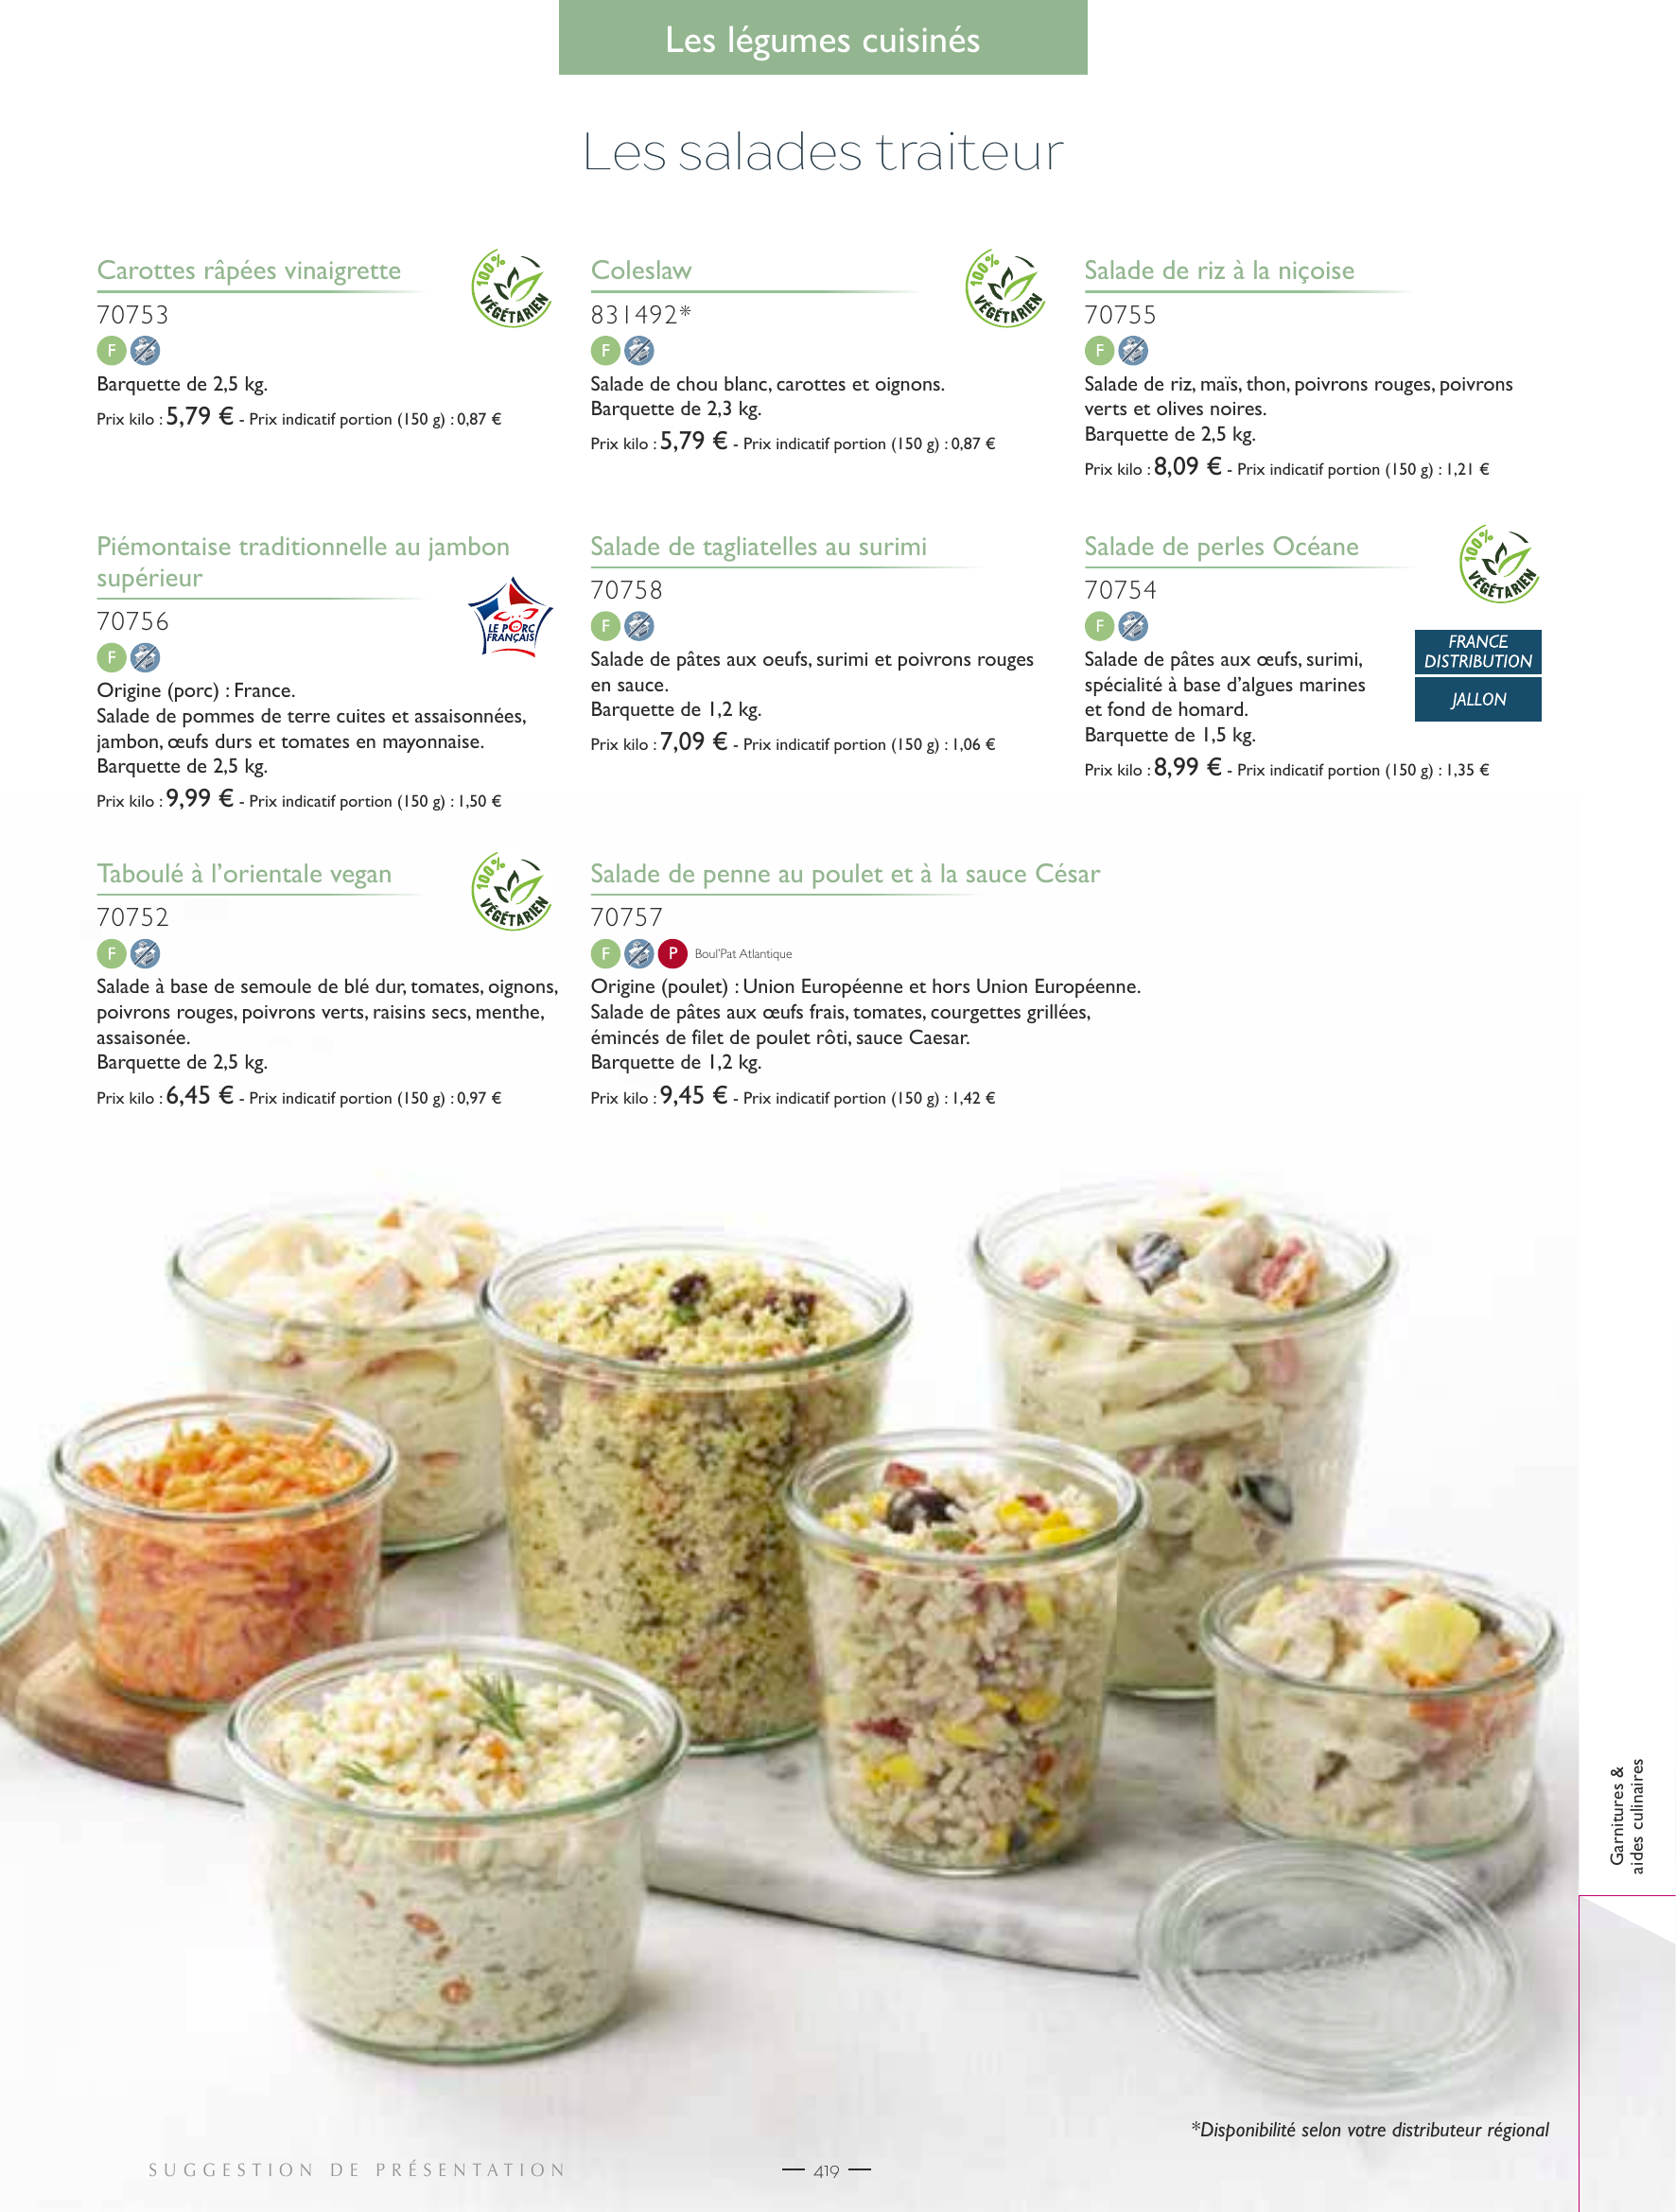 Les légumes cuisinés
Les salades traiteur
Carottes râpées vinaigrette
100%
VÉGÉTARIEN
70753
F
Barquette de 2,5 kg.
Prix kilo : 5,79 € - Prix indicatif portion (150 g) : 0,87 €
Coleslaw
100%
VÉGÉTARIEN
831492*
F
Salade de chou blanc, carottes et oignons.
Barquette de 2,3 kg.
Prix kilo : 5,79 € - Prix indicatif portion (150 g) : 0,87 €
Salade de riz à la niçoise
70755
F
Salade de riz, maïs, thon, poivrons rouges, poivrons
verts et olives noires.
Barquette de 2,5 kg.
Prix kilo : 8,09 € - Prix indicatif portion (150 g) : 1,21 €
Piémontaise traditionnelle au jambon
supérieur
LE PORC
FRANÇAIS
70756
F
Origine (porc) : France.
Salade de pommes de terre cuites et assaisonnées,
jambon, œufs durs et tomates en mayonnaise.
Barquette de 2,5 kg.
Prix kilo : 9,99 € - Prix indicatif portion (150 g) : 1,50 €
Salade de tagliatelles au surimi
70758
F
Salade de pâtes aux oeufs, surimi et poivrons rouges
en sauce.
Barquette de 1,2 kg.
Prix kilo : 7,09 € - Prix indicatif portion (150 g) : 1,06 €
Salade de perles Océane
100%
VÉGÉTARIEN
70754
F
FRANCE
DISTRIBUTION
JALLON
Salade de pâtes aux œufs, surimi,
spécialité à base d'algues marines
et fond de homard.
Barquette de 1,5 kg.
Prix kilo : 8,99 € - Prix indicatif portion (150 g) : 1,35 €
Taboulé à l'orientale vegan
100%
VÉGÉTARIEN
70752
F
Salade à base de semoule de blé dur, tomates, oignons,
poivrons rouges, poivrons verts, raisins secs, menthe,
assaisonée.
Barquette de 2,5 kg.
Prix kilo : 6,45 € - Prix indicatif portion (150 g) : 0,97 €
Salade de penne au poulet et à la sauce César
70757
F P Boul'Pat Atlantique
Origine (poulet) : Union Européenne et hors Union Européenne.
Salade de pâtes aux œufs frais, tomates, courgettes grillées,
émincés de filet de poulet rôti, sauce Caesar.
Barquette de 1,2 kg.
Prix kilo : 9,45 € - Prix indicatif portion (150 g) : 1,42 €
Garnitures &
aides culinaires
*Disponibilité selon votre distributeur régional
SUGGESTION DE PRÉSENTATION
419